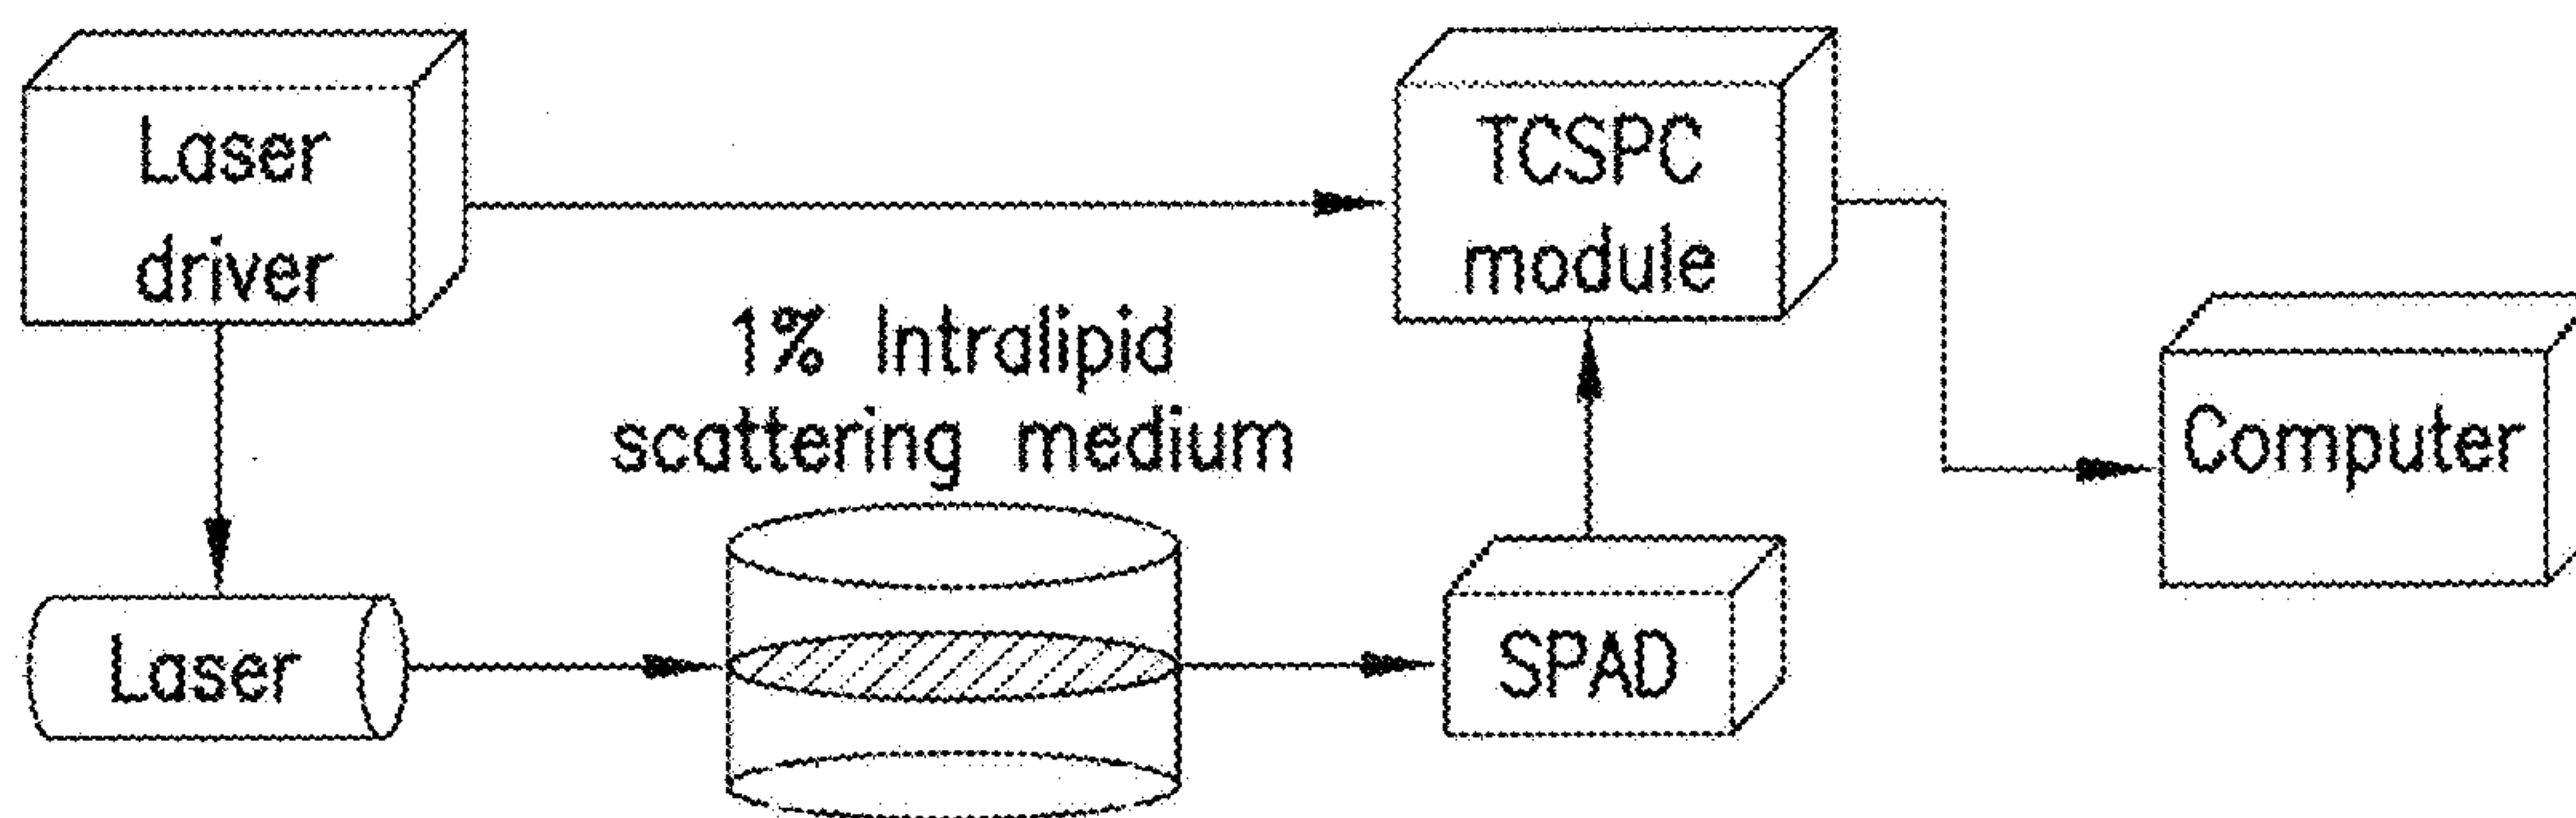 Laser
driver
TCSPC
module
1% Intralipid
scattering medium
Computer
Laser
SPAD